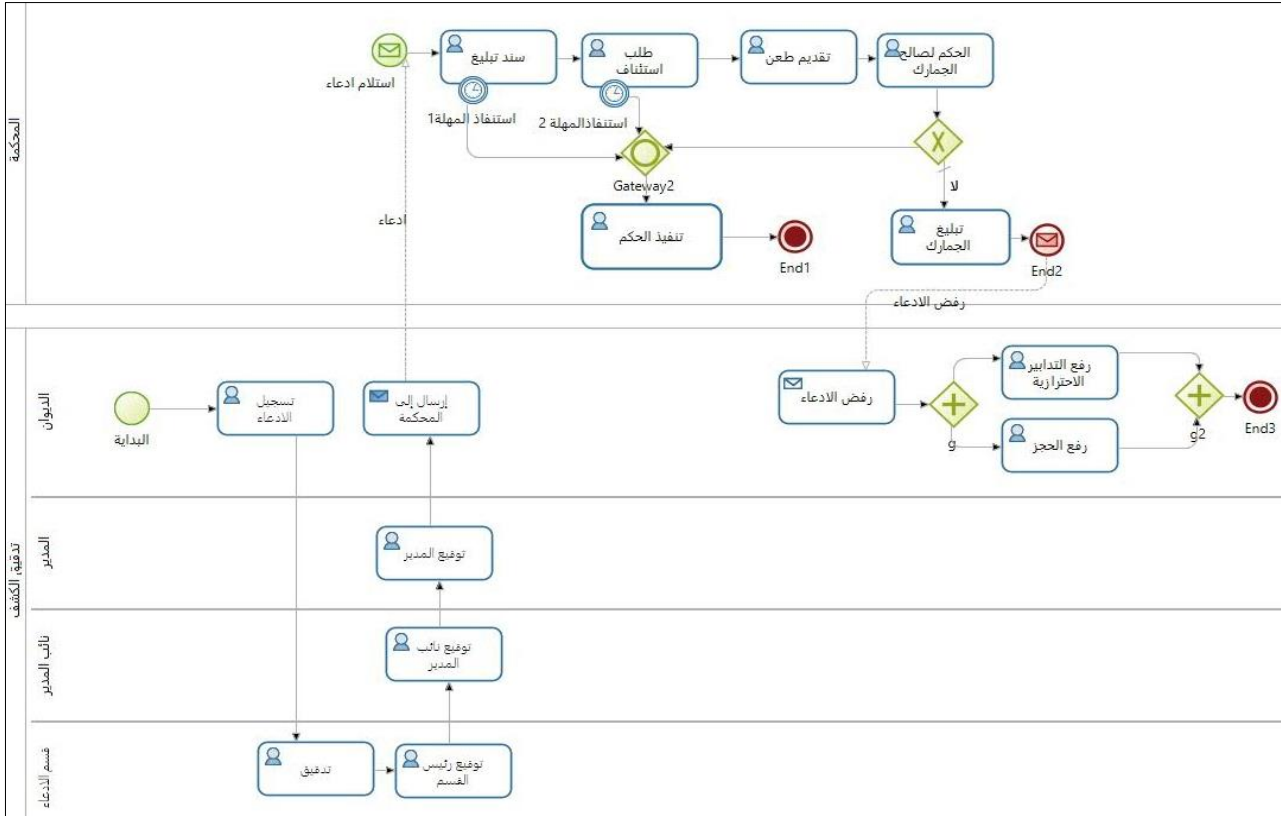 المحكمة
استلام ادعاء
سند تبليغ
طلب
استئناف
تقديم طعن
الحكم لصالح
الجمارك
استنفاذ المهلة1
استنفاذالمهلة 2
Gateway2
لا
ادعاء
تنفيذ الحكم
End1
تبليغ
الجمارك
End2
رفض الادعاء
تدقيق الكشف
الديوان
البداية
تسجيل
الادعاء
إرسال إلى
المحكمة
رفض الادعاء
g
رفع التدابير
الاحترازية
رفع الحجز
g2
End3
المدير
توقيع المدير
نائب المدير
توقيع نائب
المدير
قسم الادعاء
تدقيق
توقيع رئيس
القسم